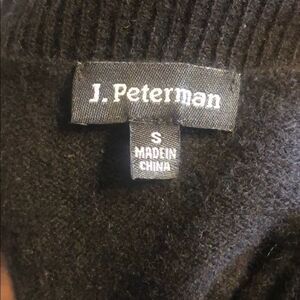 J. Peterman
S
MADE IN
CHINA